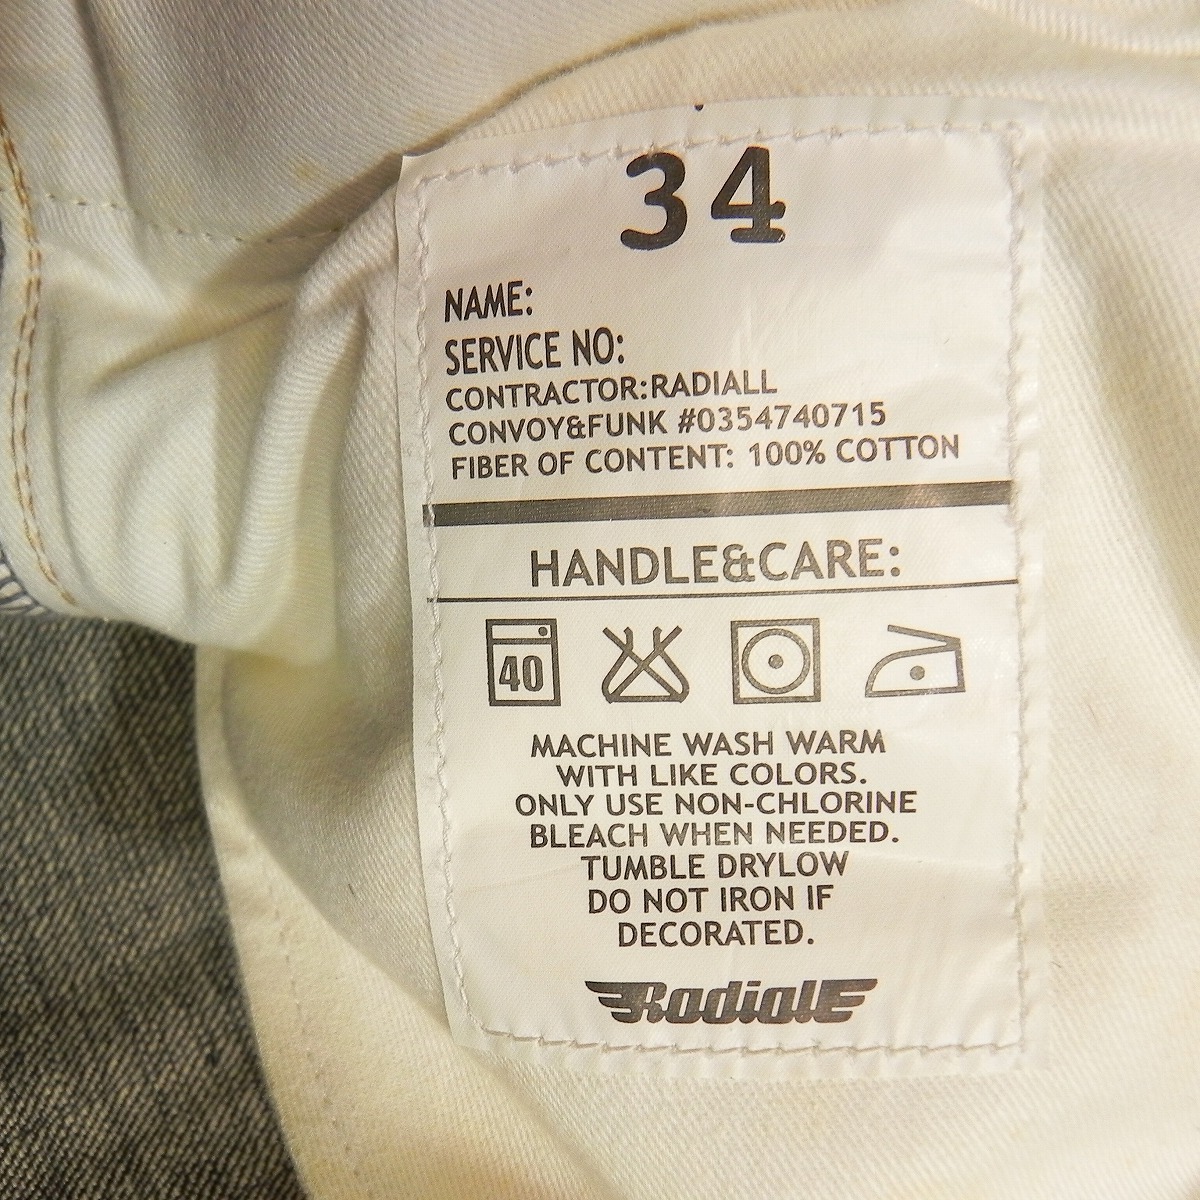 34
NAME:
SERVICE NO:
CONTRACTOR:RADIALL
CONVOY&FUNK #0354740715
FIBER OF CONTENT: 100% COTTON
HANDLE&CARE:
40
MACHINE WASH WARM
WITH LIKE COLORS.
ONLY USE NON-CHLORINE
BLEACH WHEN NEEDED.
TUMBLE DRYLOW
DO NOT IRON IF
DECORATED.
Radiall